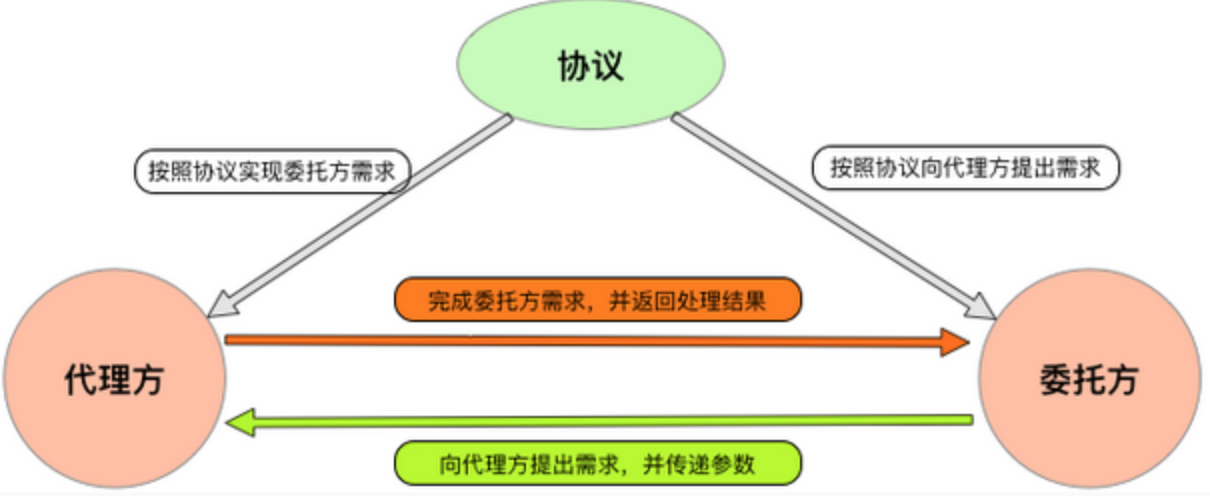 协议
按照协议实现委托方需求
按照协议向代理方提出需求
完成委托方需求，并返回处理结果
代理方
委托方
向代理方提出需求，并传递参数